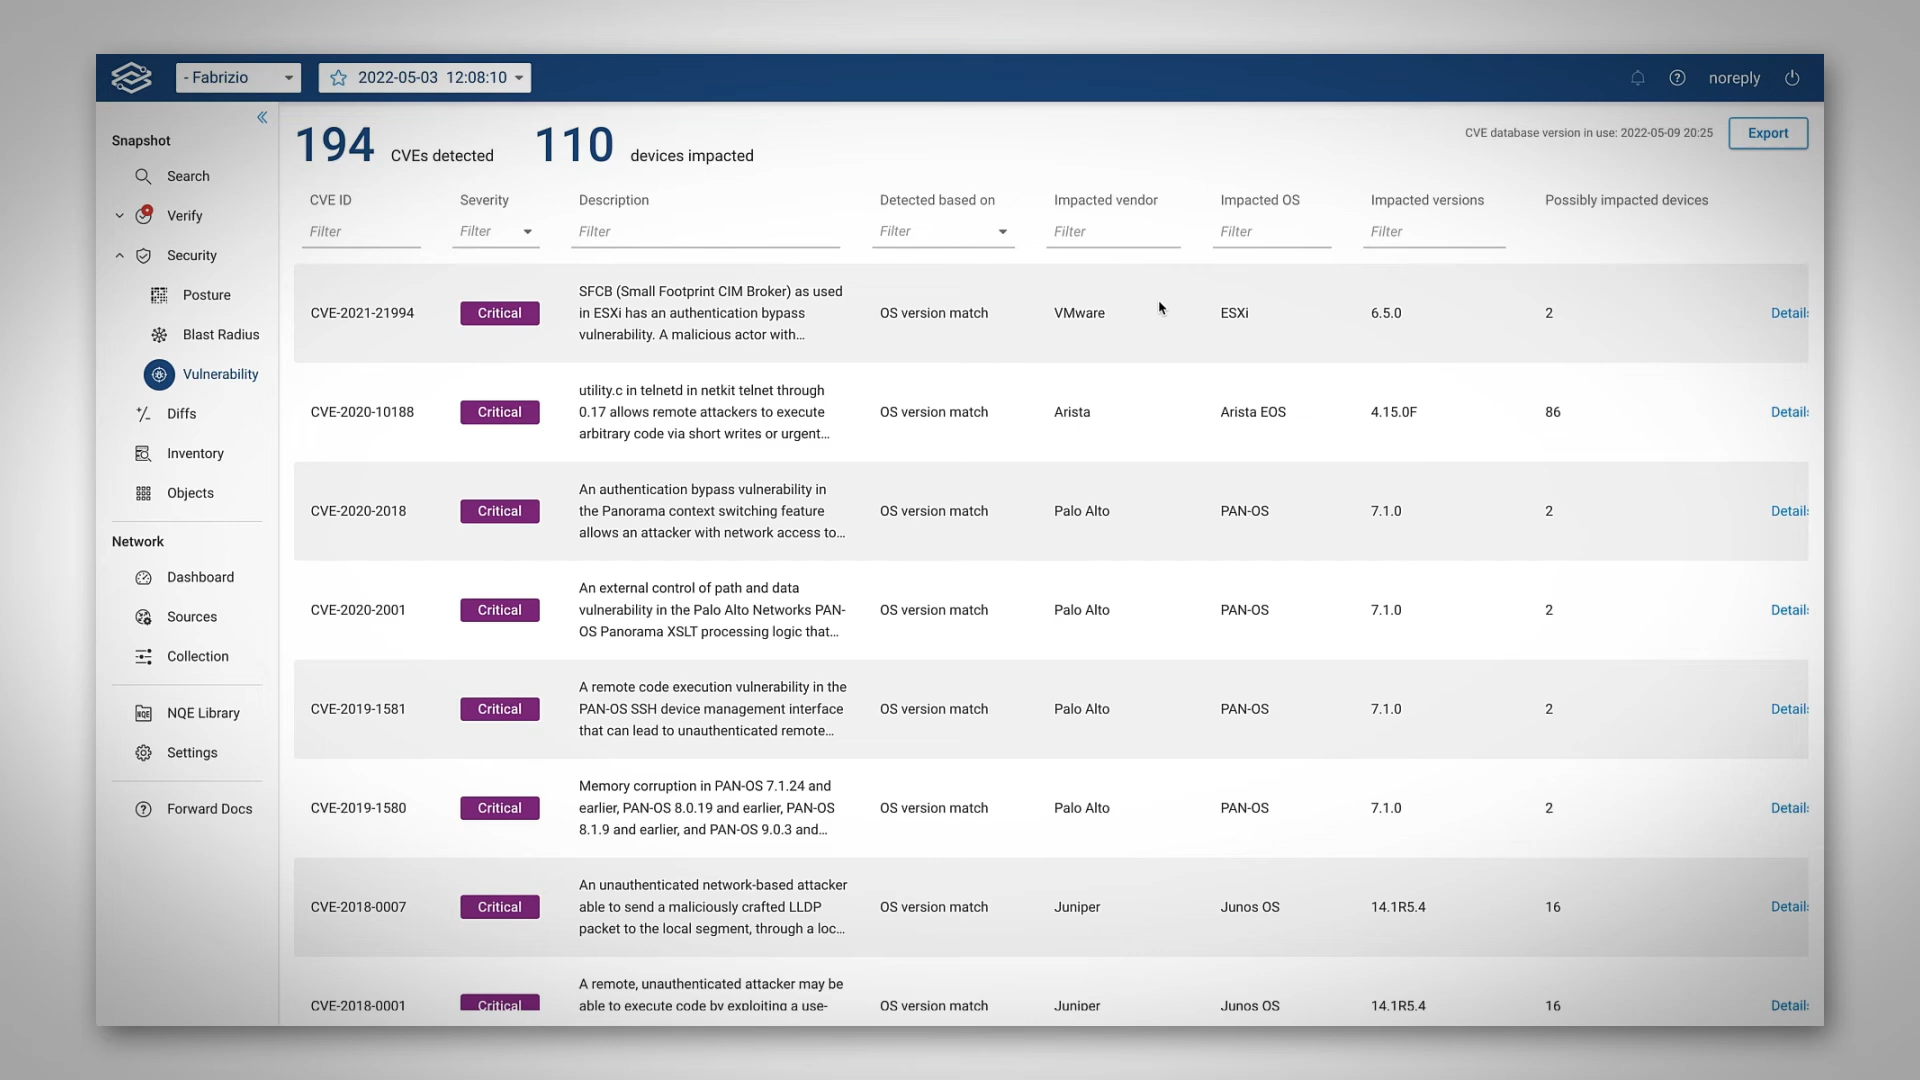 - Fabrizio
2022-05-03 12:08:10
noreply
Snapshot
Search
Verify
Security
Posture
Blast Radius
Vulnerability
Diffs
Inventory
Objects
Network
Dashboard
Sources
Collection
NQE Library
Settings
Forward Docs
194 CVEs detected
110 devices impacted
CVE database version in use: 2022-05-09 20:25
Export
CVE ID Severity Description Detected based on Impacted vendor Impacted OS Impacted versions Possibly impacted devices
Filter Filter Filter Filter Filter Filter Filter
CVE-2021-21994 Critical
SFCB (Small Footprint CIM Broker) as used
in ESXi has an authentication bypass
vulnerability. A malicious actor with...
OS version match VMware ESXi 6.5.0 2 Details
CVE-2020-10188 Critical
utility.c in telnetd in netkit telnet through
0.17 allows remote attackers to execute
arbitrary code via short writes or urgent...
OS version match Arista Arista EOS 4.15.0F 86 Details
CVE-2020-2018 Critical
An authentication bypass vulnerability in
the Panorama context switching feature
allows an attacker with network access to...
OS version match Palo Alto PAN-OS 7.1.0 2 Details
CVE-2020-2001 Critical
An external control of path and data
vulnerability in the Palo Alto Networks PAN-
OS Panorama XSLT processing logic that...
OS version match Palo Alto PAN-OS 7.1.0 2 Details
CVE-2019-1581 Critical
A remote code execution vulnerability in the
PAN-OS SSH device management interface
that can lead to unauthenticated remote...
OS version match Palo Alto PAN-OS 7.1.0 2 Details
CVE-2019-1580 Critical
Memory corruption in PAN-OS 7.1.24 and
earlier, PAN-OS 8.0.19 and earlier, PAN-OS
8.1.9 and earlier, and PAN-OS 9.0.3 and...
OS version match Palo Alto PAN-OS 7.1.0 2 Details
CVE-2018-0007 Critical
An unauthenticated network-based attacker
able to send a maliciously crafted LLDP
packet to the local segment, through a loc...
OS version match Juniper Junos OS 14.1R5.4 16 Details
CVE-2018-0001 Critical
A remote, unauthenticated attacker may be
able to execute code by exploiting a use-
OS version match Juniper Junos OS 14.1R5.4 16 Details